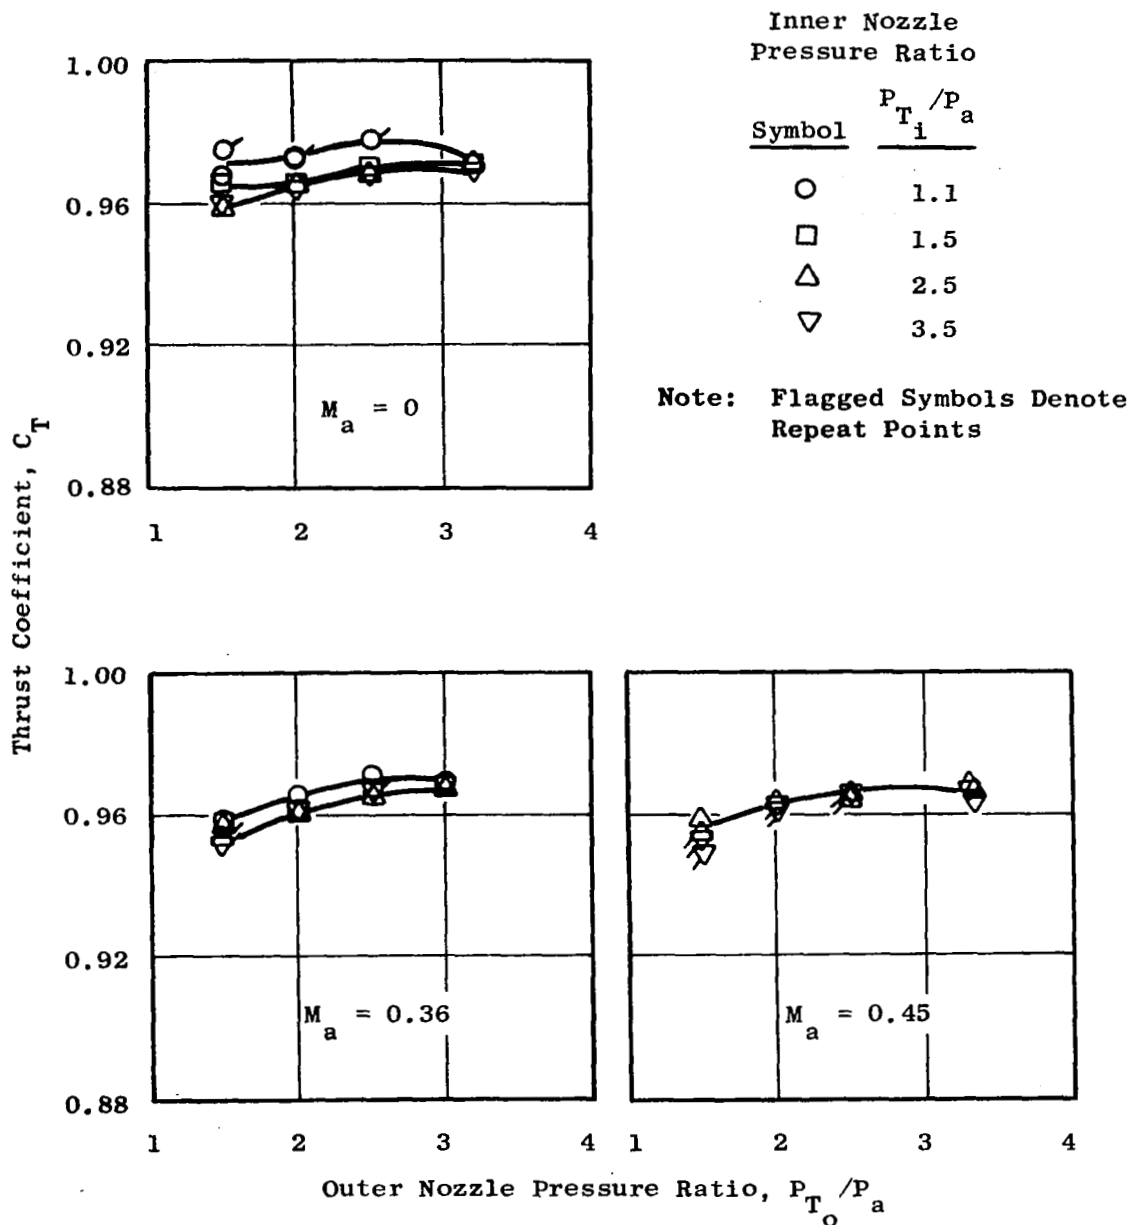 Inner Nozzle
Pressure Ratio
Symbol P_T_i/P_a
1.1
1.5
2.5
3.5
Note: Flagged Symbols Denote
Repeat Points
Thrust Coefficient, C_T
1.00
0.96
0.92
0.88
M_a = 0
1 2 3 4
1.00
0.96
0.92
0.88
M_a = 0.36
M_a = 0.45
1 2 3 4
1 2 3 4
Outer Nozzle Pressure Ratio, P_T_o/P_a